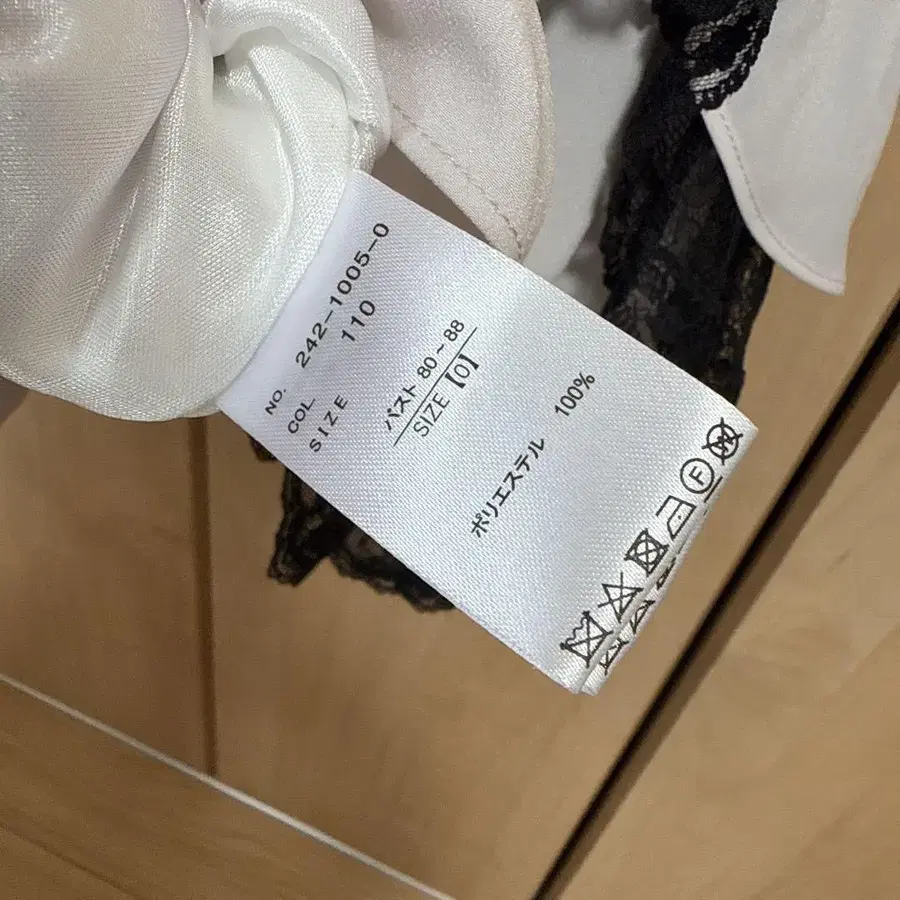 NO. 242-1005-0
COL 110
SIZE
バスト 80~88
SIZE【0】
ポリエステル 100%
F
W